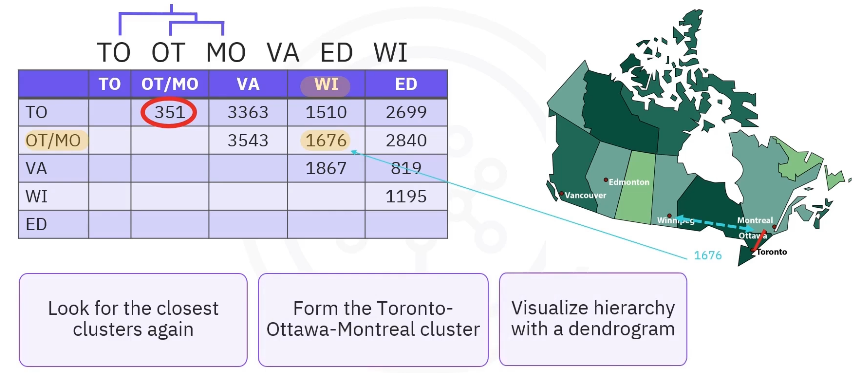 TO OT MO VA ED WI
TO OT/MO VA WI ED
TO 351 3363 1510 2699
OT/MO 3543 1676 2840
VA 1867 819
WI 1195
ED
Edmonton
Vancouver
Winnipeg
Montreal
Ottawa
Toronto
1676
Look for the closest
clusters again
Form the Toronto-
Ottawa-Montreal cluster
Visualize hierarchy
with a dendrogram